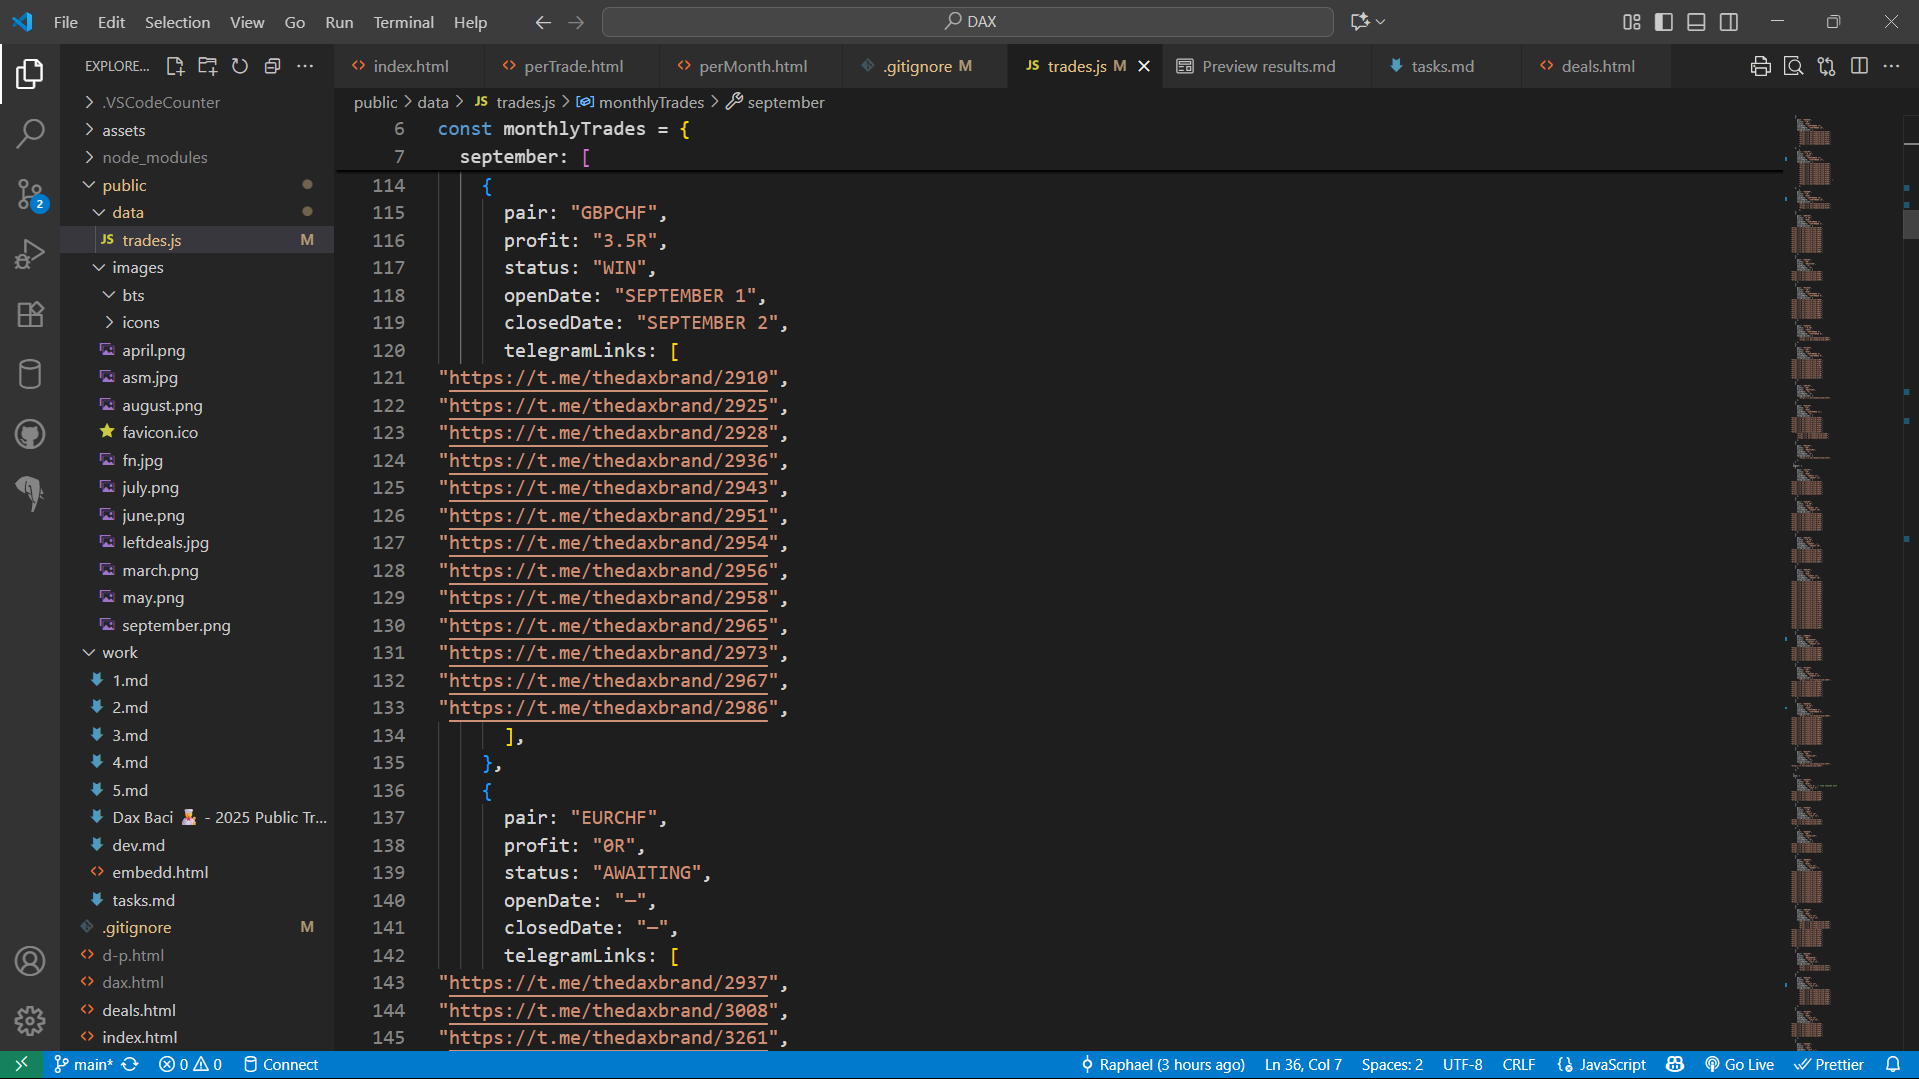 File Edit Selection View Go Run Terminal Help
DAX
EXPLORE...
index.html
perTrade.html
perMonth.html
.gitignore M
JS trades.js M
Preview results.md
tasks.md
deals.html
public > data > JS trades.js > monthlyTrades > september
.VSCodeCounter
assets
node_modules
public
data
JS trades.js M
images
bts
icons
april.png
asm.jpg
august.png
favicon.ico
fn.jpg
july.png
june.png
leftdeals.jpg
march.png
may.png
september.png
work
1.md
2.md
3.md
4.md
5.md
Dax Baci 👨‍🍳 - 2025 Public Tr...
dev.md
embedd.html
tasks.md
.gitignore M
d-p.html
dax.html
deals.html
index.html
2
6 const monthlyTrades = {
7 september: [
114 {
115 pair: "GBPCHF",
116 profit: "3.5R",
117 status: "WIN",
118 openDate: "SEPTEMBER 1",
119 closedDate: "SEPTEMBER 2",
120 telegramLinks: [
121 "https://t.me/thedaxbrand/2910",
122 "https://t.me/thedaxbrand/2925",
123 "https://t.me/thedaxbrand/2928",
124 "https://t.me/thedaxbrand/2936",
125 "https://t.me/thedaxbrand/2943",
126 "https://t.me/thedaxbrand/2951",
127 "https://t.me/thedaxbrand/2954",
128 "https://t.me/thedaxbrand/2956",
129 "https://t.me/thedaxbrand/2958",
130 "https://t.me/thedaxbrand/2965",
131 "https://t.me/thedaxbrand/2973",
132 "https://t.me/thedaxbrand/2967",
133 "https://t.me/thedaxbrand/2986",
134 ],
135 },
136 {
137 pair: "EURCHF",
138 profit: "0R",
139 status: "AWAITING",
140 openDate: "—",
141 closedDate: "—",
142 telegramLinks: [
143 "https://t.me/thedaxbrand/2937",
144 "https://t.me/thedaxbrand/3008",
145 "https://t.me/thedaxbrand/3261",
main* 0 0 Connect
Raphael (3 hours ago) Ln 36, Col 7 Spaces: 2 UTF-8 CRLF {} JavaScript Go Live Prettier